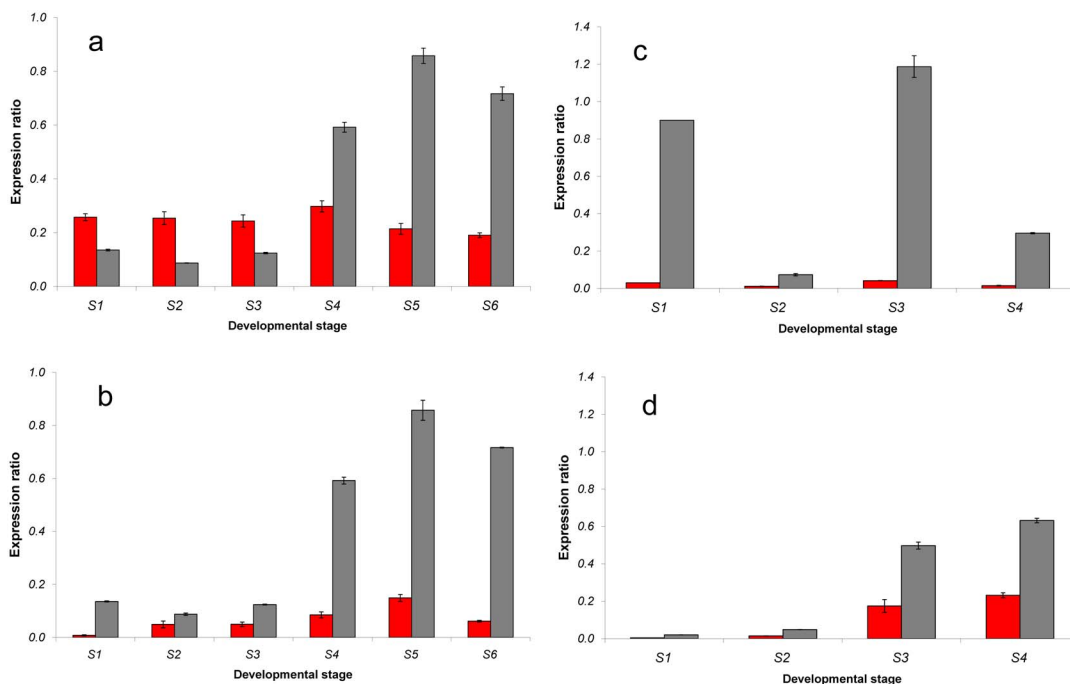 a
Expression ratio
1.0
0.8
0.6
0.4
0.2
0.0
S1 S2 S3 S4 S5 S6
Developmental stage
b
Expression ratio
1.0
0.8
0.6
0.4
0.2
0.0
S1 S2 S3 S4 S5 S6
Developmental stage
c
Expression ratio
1.4
1.2
1.0
0.8
0.6
0.4
0.2
0.0
S1 S2 S3 S4
Developmental stage
d
Expression ratio
1.4
1.2
1.0
0.8
0.6
0.4
0.2
0.0
S1 S2 S3 S4
Developmental stage